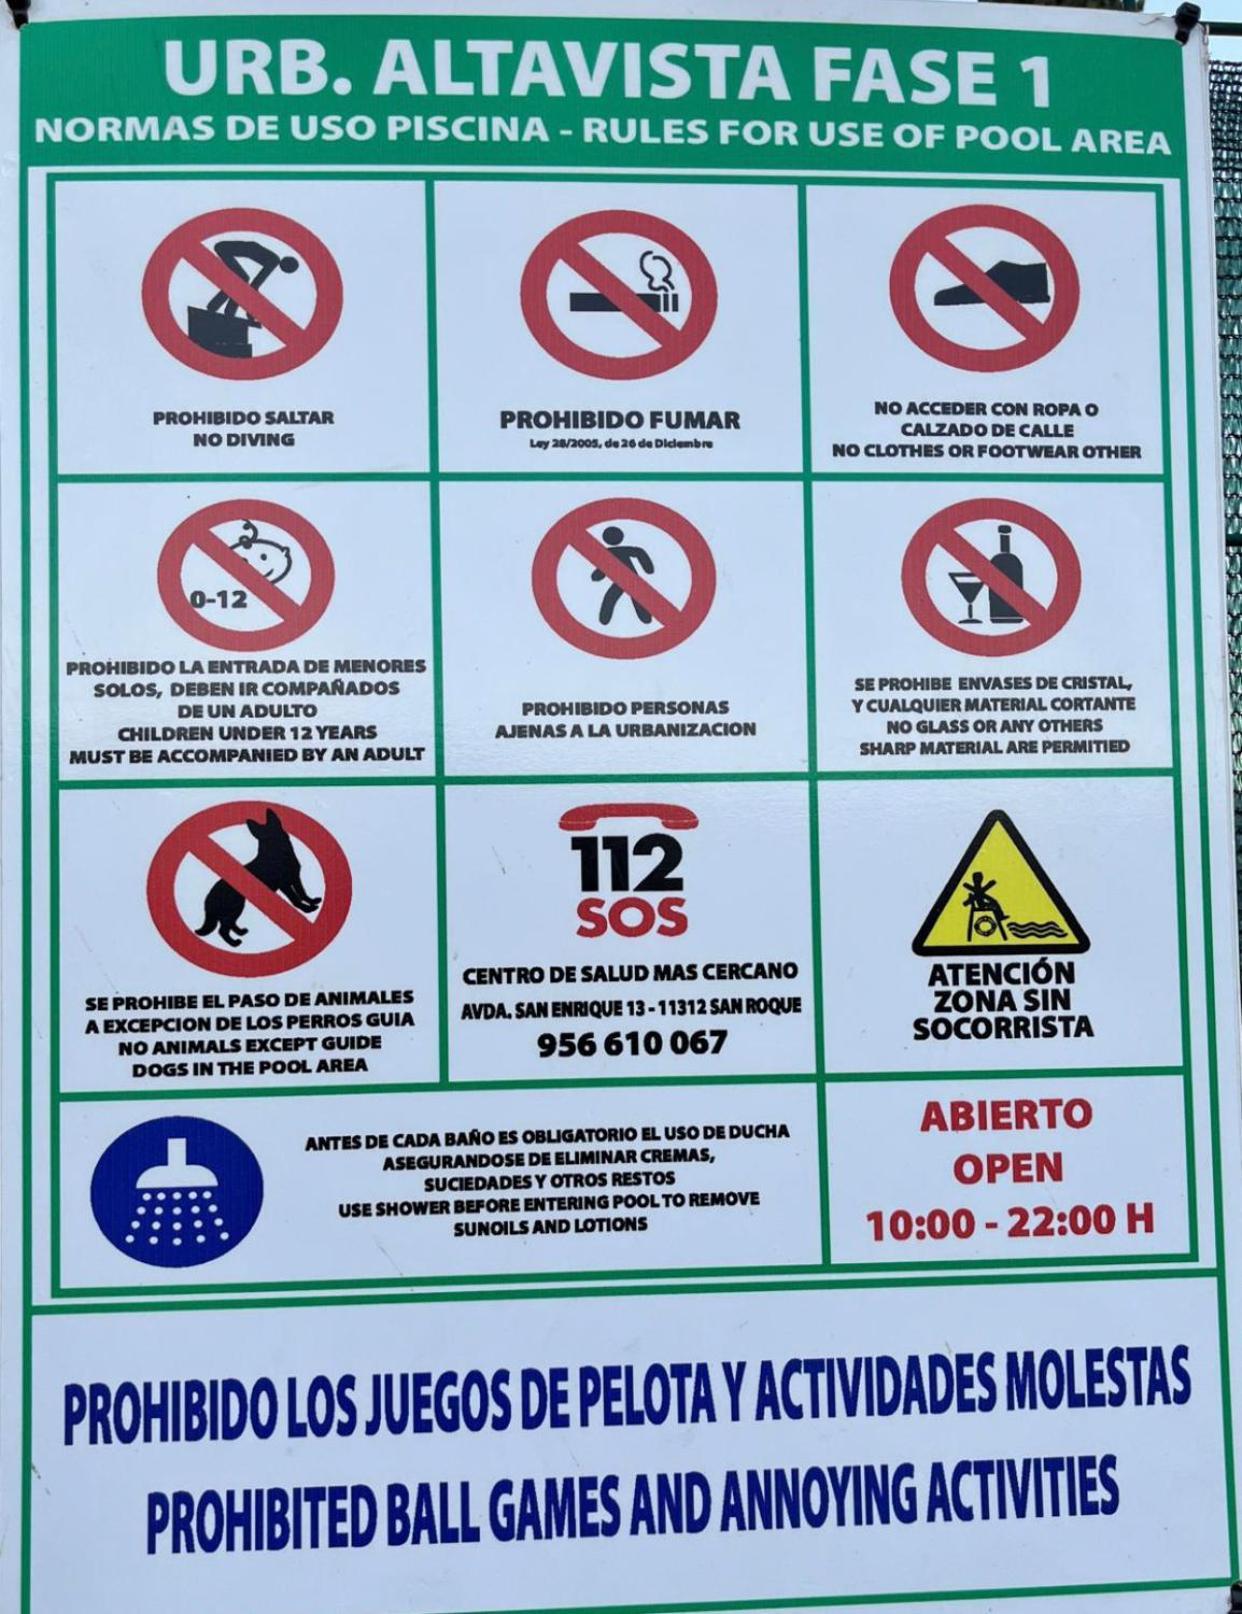 URB. ALTAVISTA FASE 1
NORMAS DE USO PISCINA - RULES FOR USE OF POOL AREA
PROHIBIDO SALTAR
NO DIVING
PROHIBIDO FUMAR
Ley 28/2005, de 26 de Diciembre
NO ACCEDER CON ROPA O
CALZADO DE CALLE
NO CLOTHES OR FOOTWEAR OTHER
0-12
PROHIBIDO LA ENTRADA DE MENORES
SOLOS, DEBEN IR COMPAÑADOS
DE UN ADULTO
CHILDREN UNDER 12 YEARS
MUST BE ACCOMPANIED BY AN ADULT
PROHIBIDO PERSONAS
AJENAS A LA URBANIZACION
SE PROHIBE ENVASES DE CRISTAL,
Y CUALQUIER MATERIAL CORTANTE
NO GLASS OR ANY OTHERS
SHARP MATERIAL ARE PERMITIED
SE PROHIBE EL PASO DE ANIMALES
A EXCEPCION DE LOS PERROS GUIA
NO ANIMALS EXCEPT GUIDE
DOGS IN THE POOL AREA
112
SOS
CENTRO DE SALUD MAS CERCANO
AVDA. SAN ENRIQUE 13 - 11312 SAN ROQUE
956 610 067
ATENCIÓN
ZONA SIN
SOCORRISTA
ANTES DE CADA BAÑO ES OBLIGATORIO EL USO DE DUCHA
ASEGURANDOSE DE ELIMINAR CREMAS,
SUCIEDADES Y OTROS RESTOS
USE SHOWER BEFORE ENTERING POOL TO REMOVE
SUNOILS AND LOTIONS
ABIERTO
OPEN
10:00 - 22:00 H
PROHIBIDO LOS JUEGOS DE PELOTA Y ACTIVIDADES MOLESTAS
PROHIBITED BALL GAMES AND ANNOYING ACTIVITIES